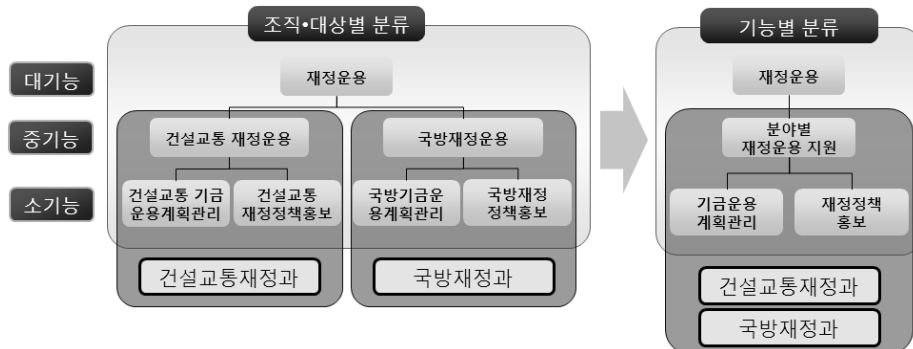 조직•대상별 분류
기능별 분류
대기능
재정운용
재정운용
중기능
건설교통 재정운용
국방재정운용
분야별
재정운용 지원
소기능
건설교통 기금
운용계획관리
건설교통
재정정책홍보
국방기금운
용계획관리
국방재정
정책홍보
기금운용
계획관리
재정정책
홍보
건설교통재정과
국방재정과
건설교통재정과
국방재정과